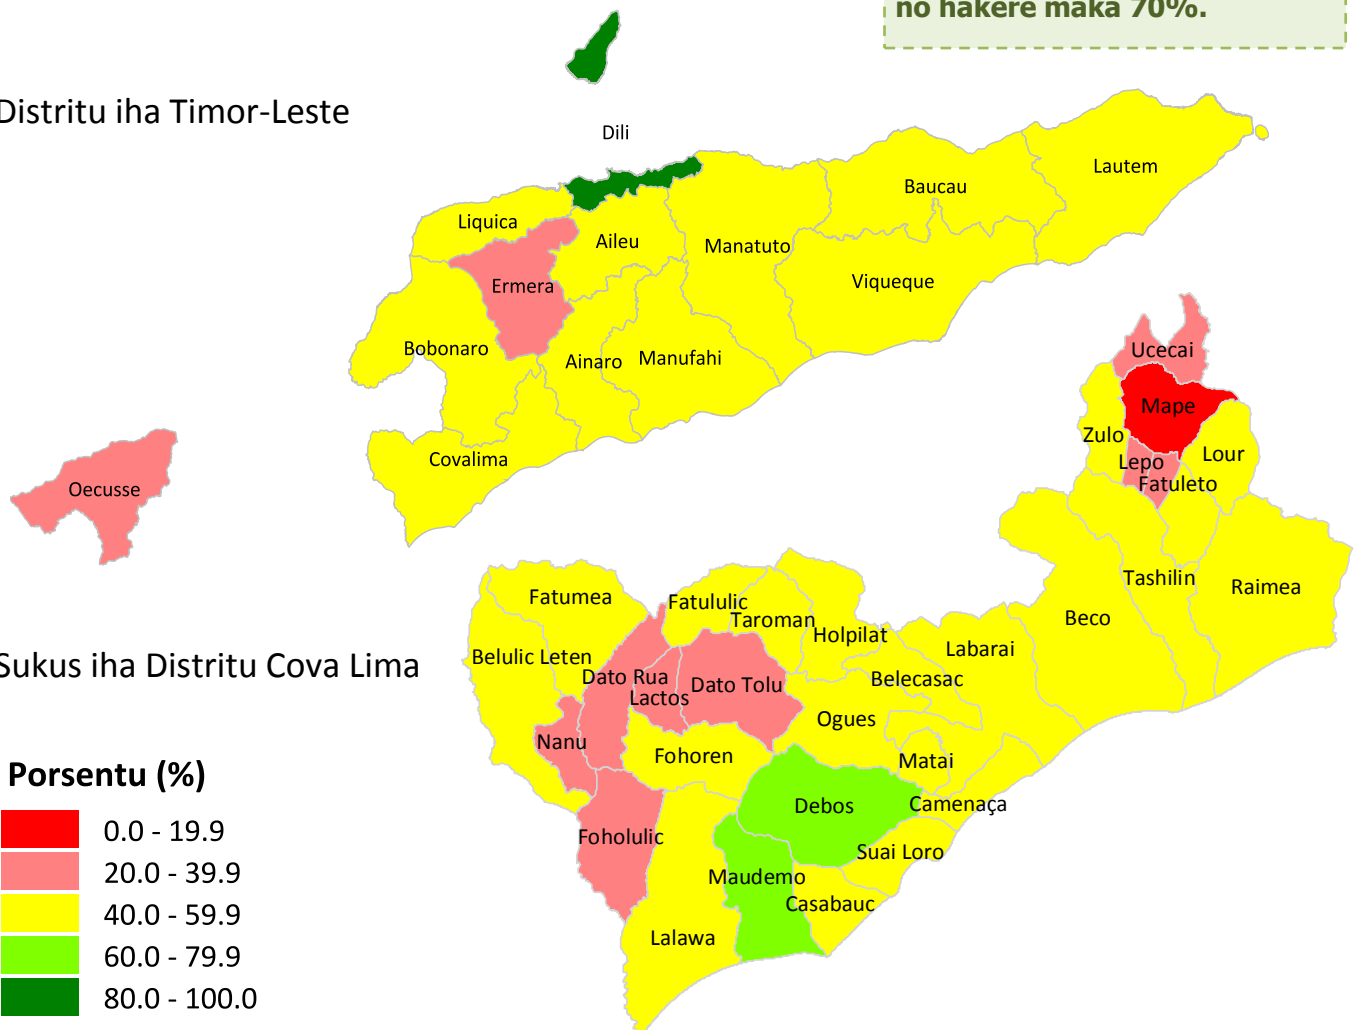 no hakere maka 70%.
Distritu iha Timor-Leste
Dili
Lautem
Baucau
Liquica
Aileu
Manatuto
Viqueque
Ermera
Bobonaro
Ainaro
Manufahi
Covalima
Oecusse
Ucecai
Mape
Zulo
Lour
Lepo
Fatuleto
Tashilin
Raimea
Beco
Fatumea
Fatululic
Taroman
Holpilat
Labarai
Belulic Leten
Sukus iha Distritu Cova Lima
Dato Rua
Dato Tolu
Belecasac
Lactos
Ogues
Nanu
Fohoren
Matai
Debos
Camenaça
Foholulic
Suai Loro
Maudemo
Casabauc
Lalawa
Porsentu (%)
0.0 - 19.9
20.0 - 39.9
40.0 - 59.9
60.0 - 79.9
80.0 - 100.0